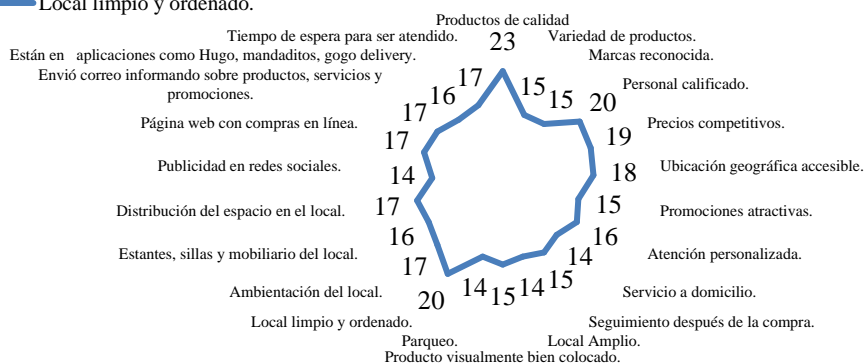 Local limpio y ordenado.
Productos de calidad
23
Variedad de productos.
15
Marcas reconocida.
15
Personal calificado.
20
Precios competitivos.
19
Ubicación geográfica accesible.
18
Promociones atractivas.
15
Atención personalizada.
16
Servicio a domicilio.
14
Seguimiento después de la compra.
15
Local Amplio.
14
Producto visualmente bien colocado.
15
Parqueo.
14
Local limpio y ordenado.
20
Ambientación del local.
17
Estantes, sillas y mobiliario del local.
16
Distribución del espacio en el local.
17
Publicidad en redes sociales.
14
Página web con compras en línea.
17
Envió correo informando sobre productos, servicios y
promociones.
17
Están en aplicaciones como Hugo, mandaditos, gogo delivery.
16
Tiempo de espera para ser atendido.
17